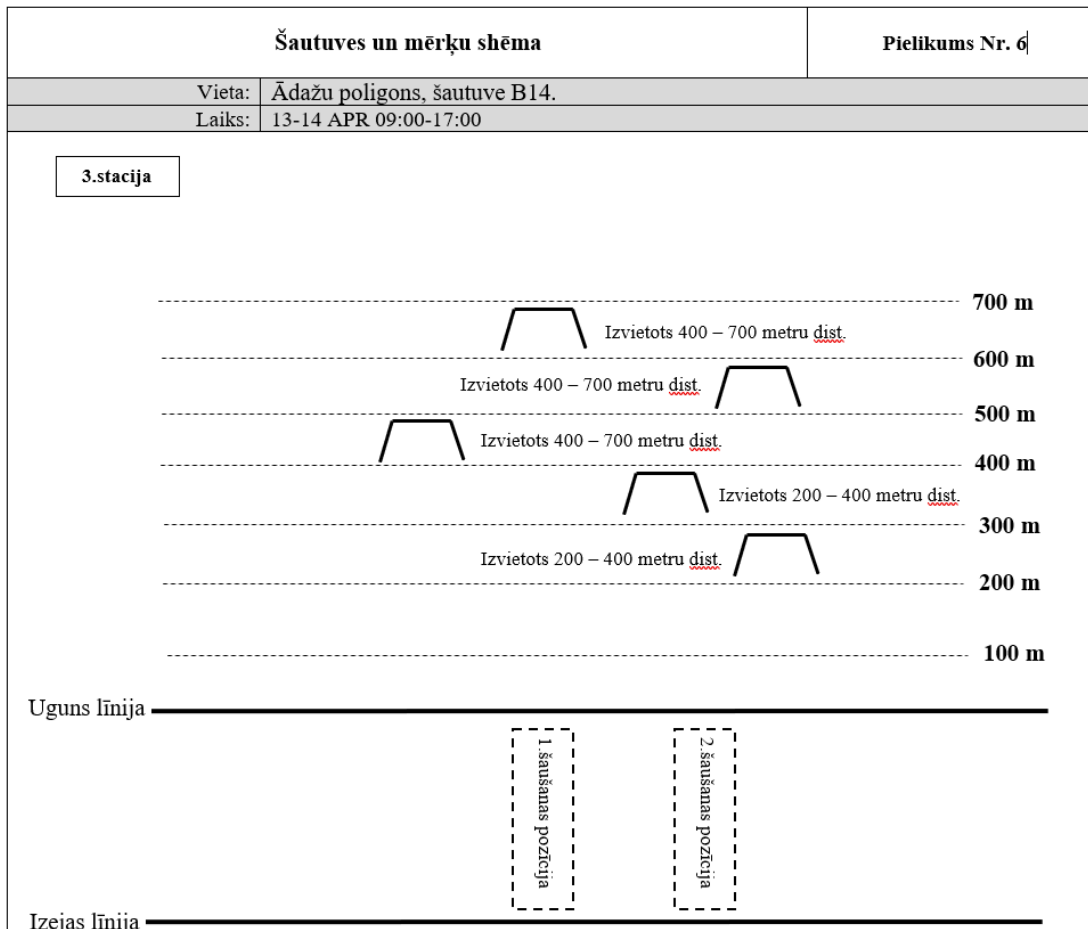 Šautuves un mērķu shēma
Pielikums Nr. 6
Vieta: Ādažu poligons, šautuve B14.
Laiks: 13-14 APR 09:00-17:00
3.stacija
700 m
Izvietots 400 – 700 metru dist.
600 m
Izvietots 400 – 700 metru dist.
500 m
Izvietots 400 – 700 metru dist.
400 m
Izvietots 200 – 400 metru dist.
300 m
Izvietots 200 – 400 metru dist.
200 m
100 m
Uguns līnija
1.šaušanas pozīcija
2.šaušanas pozīcija
Izejas līnija